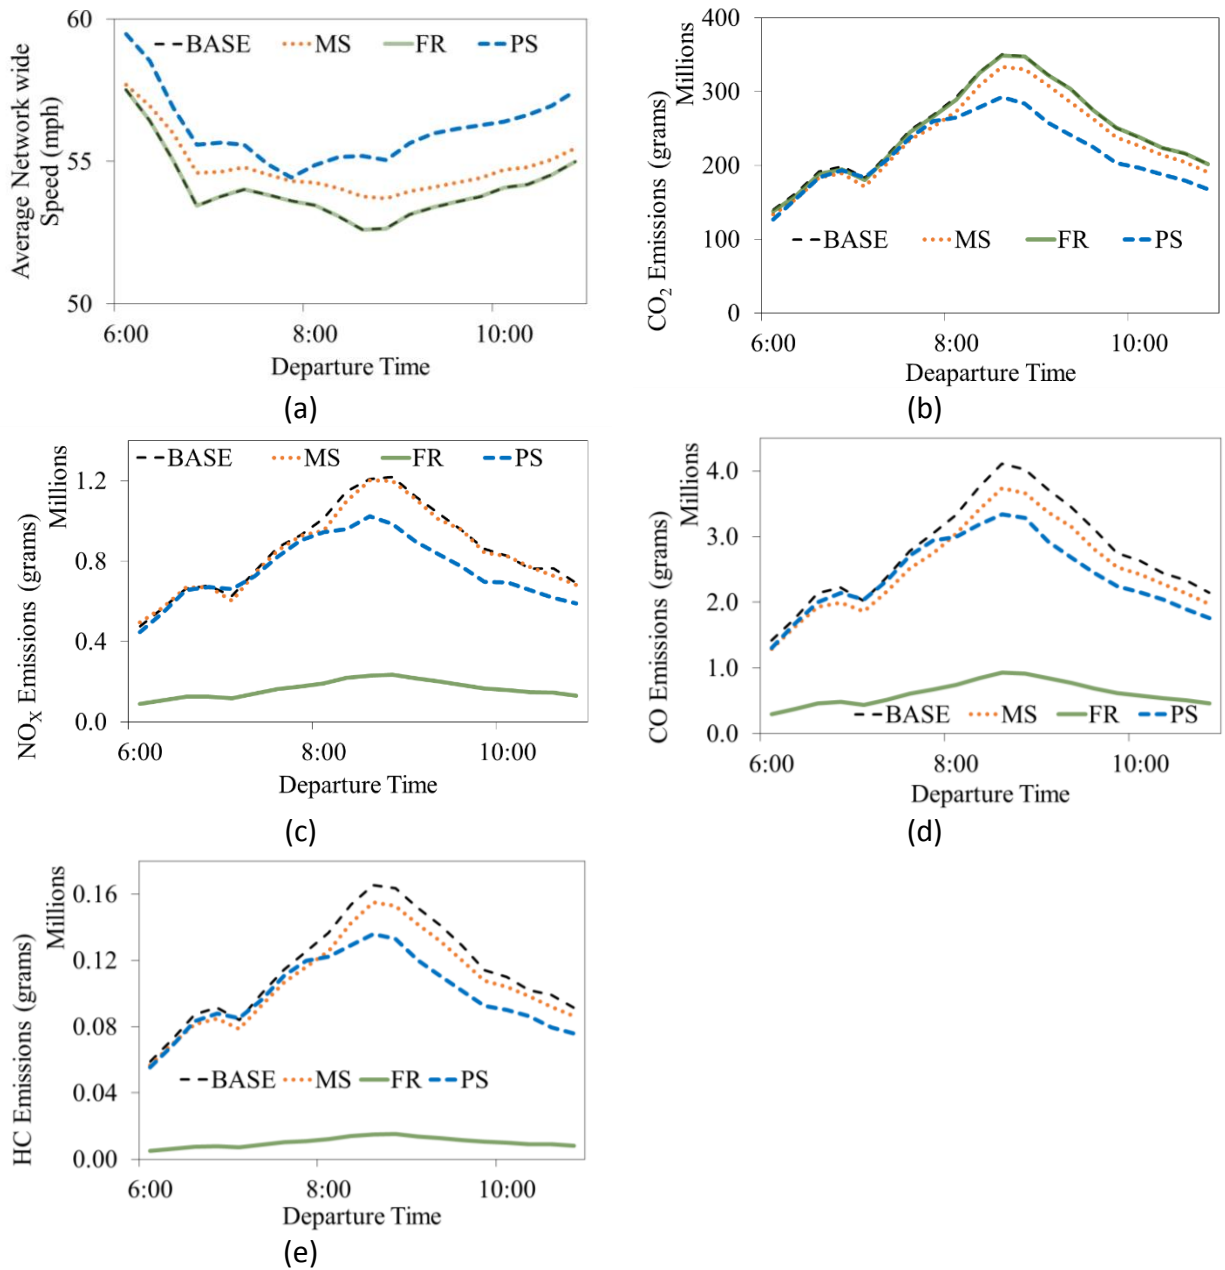 60
BASE MS FR PS
55
50
Average Network wide
Speed (mph)
6:00 8:00 10:00
Departure Time
(a)
400
300
200
100
0
Millions
CO2 Emissions (grams)
BASE MS FR PS
6:00 8:00 10:00
Deaparture Time
(b)
BASE MS FR PS
1.2
0.8
0.4
0.0
Millions
NOX Emissions (grams)
6:00 8:00 10:00
Departure Time
(c)
4.0
3.0
2.0
1.0
0.0
Millions
CO Emissions (grams)
BASE MS FR PS
6:00 8:00 10:00
Departure Time
(d)
0.16
0.12
0.08
0.04
0.00
Millions
HC Emissions (grams)
BASE MS FR PS
6:00 8:00 10:00
Departure Time
(e)